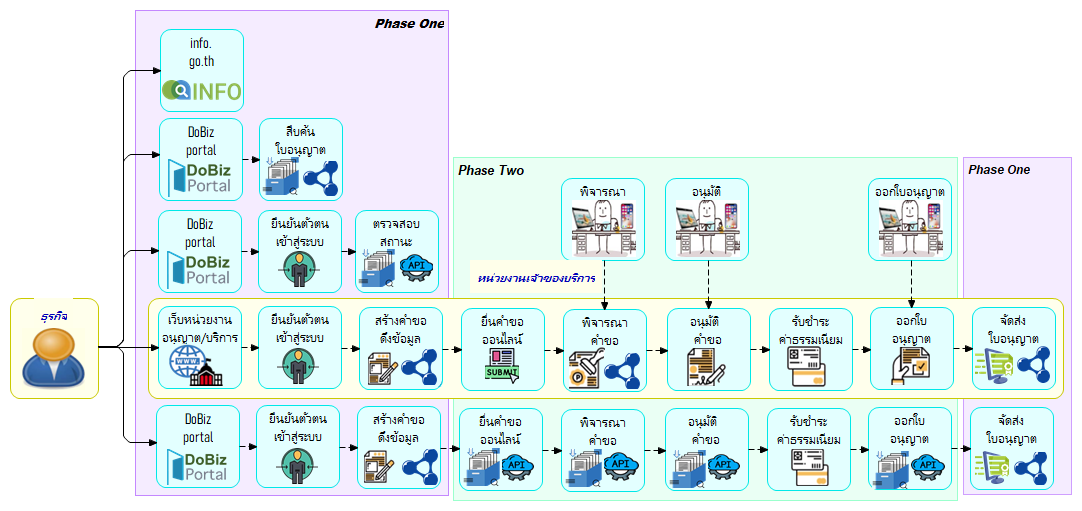 Phase One
info.
go.th
INFO
DoBiz
portal
DoBiz
Portal
สืบค้น
ใบอนุญาต
Phase Two
Phase One
พิจารณา
อนุมัติ
ออกใบอนุญาต
DoBiz
portal
DoBiz
Portal
ยืนยันตัวตน
เข้าสู่ระบบ
ตรวจสอบ
สถานะ
API
หน่วยงานเจ้าของบริการ
ธุรกิจ
เว็บหน่วยงาน
อนุญาต/บริการ
WWW
ยืนยันตัวตน
เข้าสู่ระบบ
สร้างคำขอ
ดึงข้อมูล
ยื่นคำขอ
ออนไลน์
SUBMIT
พิจารณา
คำขอ
อนุมัติ
คำขอ
รับชำระ
ค่าธรรมเนียม
ออกใบ
อนุญาต
จัดส่ง
ใบอนุญาต
DoBiz
portal
DoBiz
Portal
ยืนยันตัวตน
เข้าสู่ระบบ
สร้างคำขอ
ดึงข้อมูล
ยื่นคำขอ
ออนไลน์
API
พิจารณา
คำขอ
API
อนุมัติ
คำขอ
API
รับชำระ
ค่าธรรมเนียม
ออกใบ
อนุญาต
API
จัดส่ง
ใบอนุญาต